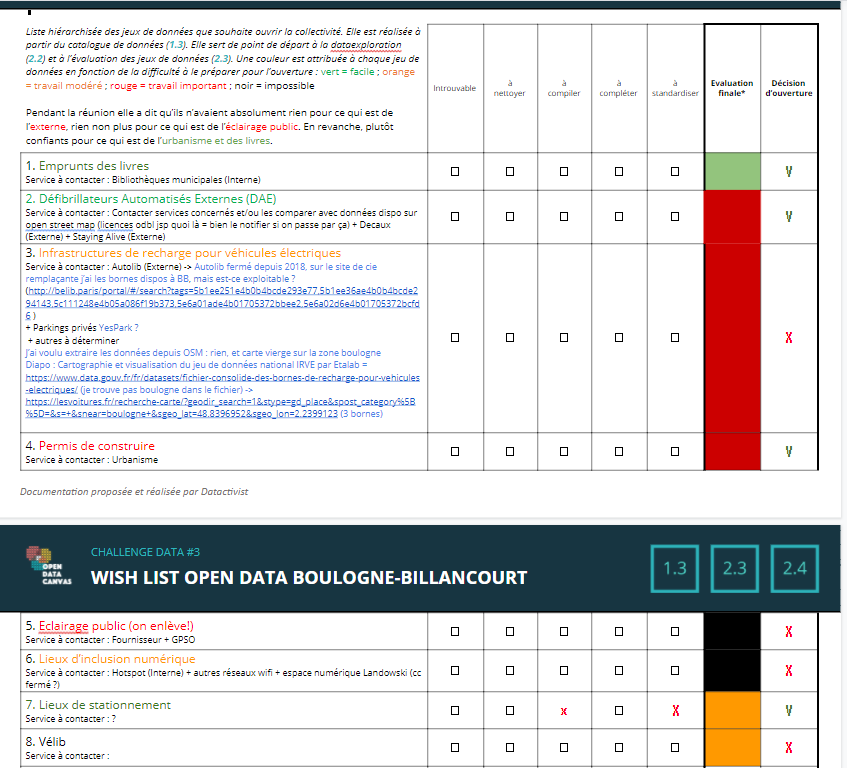 Liste hiérarchisée des jeux de données que souhaite ouvrir la collectivité. Elle est réalisée à
partir du catalogue de données (1.3). Elle sert de point de départ à la dataexploration
(2.2) et à l'évaluation des jeux de données (2.3). Une couleur est attribuée à chaque jeu de
données en fonction de la difficulté à le préparer pour l'ouverture : vert = facile ; orange
= travail modéré ; rouge = travail important ; noir = impossible
Pendant la réunion elle a dit qu'ils n'avaient absolument rien pour ce qui est de
l'externe, rien non plus pour ce qui est de l'éclairage public. En revanche, plutôt
confiants pour ce qui est de l'urbanisme et des livres.
Introuvable
à
nettoyer
à
compiler
à
compléter
à
standardiser
Evaluation
finale*
Décision
d'ouverture
1. Emprunts des livres
Service à contacter : Bibliothèques municipales (Interne)
V
2. Défibrillateurs Automatisés Externes (DAE)
Service à contacter : Contacter services concernés et/ou les comparer avec données dispo sur
open street map (licences odbl jsp quoi là = bien le notifier si on passe par ça) + Decaux
(Externe) + Staying Alive (Externe)
V
3. Infrastructures de recharge pour véhicules électriques
Service à contacter : Autolib (Externe) -> Autolib fermé depuis 2018, sur le site de cie
remplaçante j'ai les bornes dispos à BB, mais est-ce exploitable ?
(http://belib.paris/portal/#/search?tags=5b1ee251e4b0b4bcde293e77,5b1ee36ae4b0b4bcde2
94143,5c111248e4b05a086f19b373,5e6a01ade4b01705372bbee2,5e6a02d6e4b01705372bcfd
6 )
+ Parkings privés YesPark ?
+ autres à déterminer
J'ai voulu extraire les données depuis OSM : rien, et carte vierge sur la zone boulogne
Diapo : Cartographie et visualisation du jeu de données national IRVE par Etalab =
https://www.data.gouv.fr/fr/datasets/fichier-consolide-des-bornes-de-recharge-pour-vehicules
-electriques/ (je trouve pas boulogne dans le fichier) ->
https://lesvoitures.fr/recherche-carte/?geodir_search=1&stype=gd_place&spost_category%5B
%5D=&s=+&snear=boulogne+&sgeo_lat=48.8396952&sgeo_lon=2.2399123 (3 bornes)
X
4. Permis de construire
Service à contacter : Urbanisme
V
Documentation proposée et réalisée par Datactivist
OPEN
DATA
CANVAS
CHALLENGE DATA #3
WISH LIST OPEN DATA BOULOGNE-BILLANCOURT
1.3
2.3
2.4
5. Eclairage public (on enlève!)
Service à contacter : Fournisseur + GPSO
X
6. Lieux d'inclusion numérique
Service à contacter : Hotspot (Interne) + autres réseaux wifi + espace numérique Landowski (cc
fermé ?)
X
7. Lieux de stationnement
Service à contacter : ?
x
X
V
8. Vélib
Service à contacter :
X